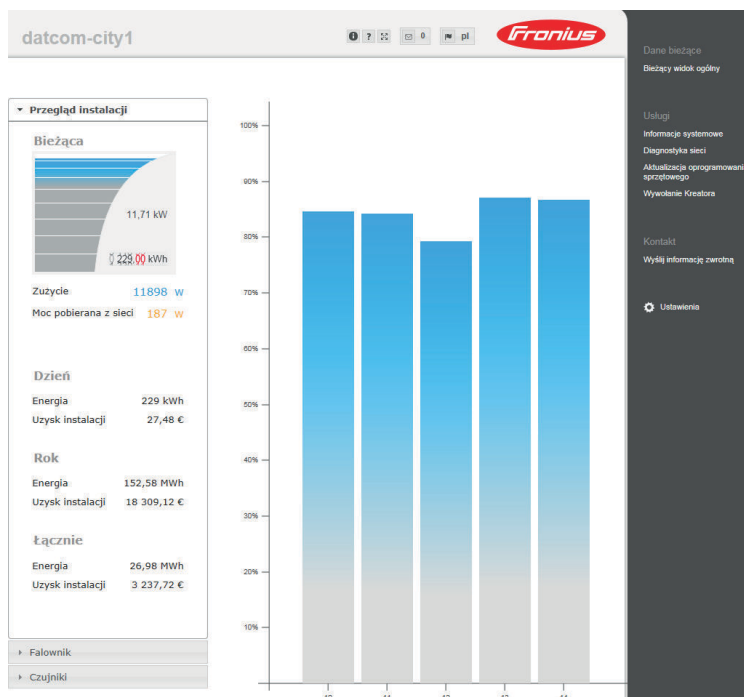 datcom-city1
i ? 0 pl
Fronius
Przegląd instalacji
Bieżąca
11,71 kW
229.00 kWh
Zużycie 11898 W
Moc pobierana z sieci 187 W
Dzień
Energia 229 kWh
Uzysk instalacji 27,48 €
Rok
Energia 152,58 MWh
Uzysk instalacji 18 309,12 €
Łącznie
Energia 26,98 MWh
Uzysk instalacji 3 237,72 €
Falownik
Czujniki
100%
90%
80%
70%
60%
50%
40%
30%
20%
10%
Dane bieżące
Bieżący widok ogólny
Usługi
Informacje systemowe
Diagnostyka sieci
Aktualizacja oprogramowani
sprzętowego
Wywołanie Kreatora
Kontakt
Wyślij informację zwrotną
Ustawienia